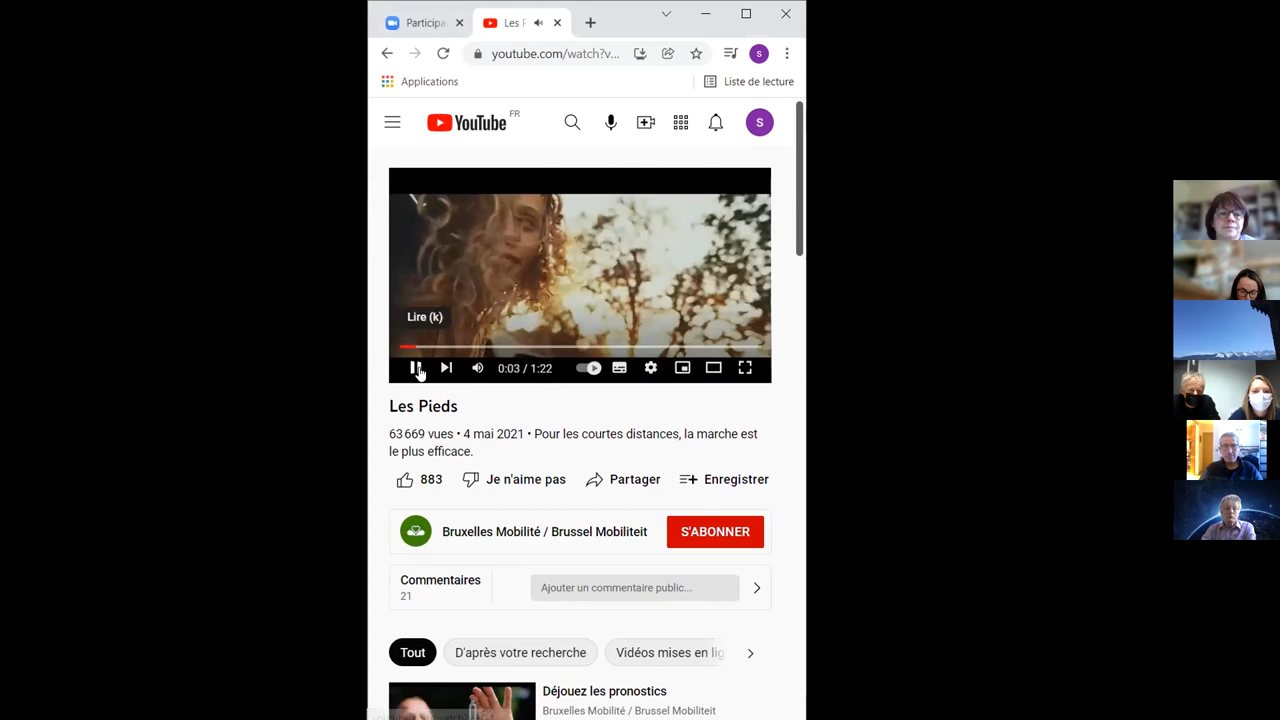 Participa
Les P
youtube.com/watch?v...
S
Applications
Liste de lecture
YouTube FR
S
Lire (k)
0:03 / 1:22
Les Pieds
63 669 vues • 4 mai 2021 • Pour les courtes distances, la marche est
le plus efficace.
883
Je n'aime pas
Partager
Enregistrer
Bruxelles Mobilité / Brussel Mobiliteit
S'ABONNER
Commentaires
21
Ajouter un commentaire public...
Tout
D'après votre recherche
Vidéos mises en lig
Déjouez les pronostics
Bruxelles Mobilité / Brussel Mobiliteit